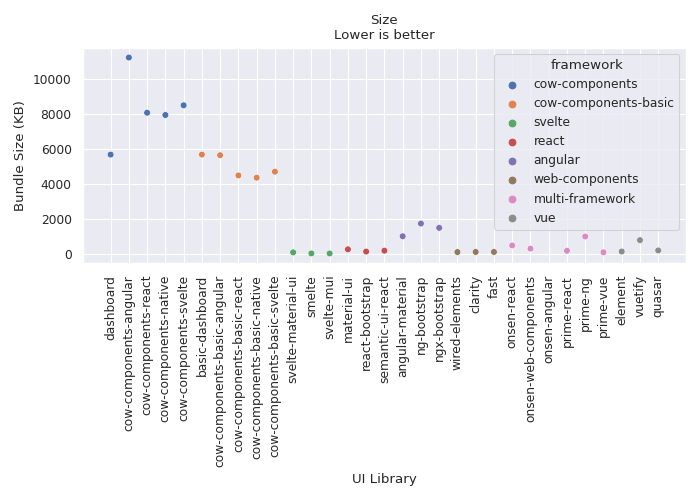 Size
Lower is better
Bundle Size (KB)
10000
8000
6000
4000
2000
0
framework
cow-components
cow-components-basic
svelte
react
angular
web-components
multi-framework
vue
dashboard
cow-components-angular
cow-components-react
cow-components-native
cow-components-svelte
basic-dashboard
cow-components-basic-angular
cow-components-basic-react
cow-components-basic-native
cow-components-basic-svelte
svelte-material-ui
smelte
svelte-mui
material-ui
react-bootstrap
semantic-ui-react
angular-material
ng-bootstrap
ngx-bootstrap
wired-elements
clarity
fast
onsen-react
onsen-web-components
onsen-angular
prime-react
prime-ng
prime-vue
element
vuetify
quasar
UI Library